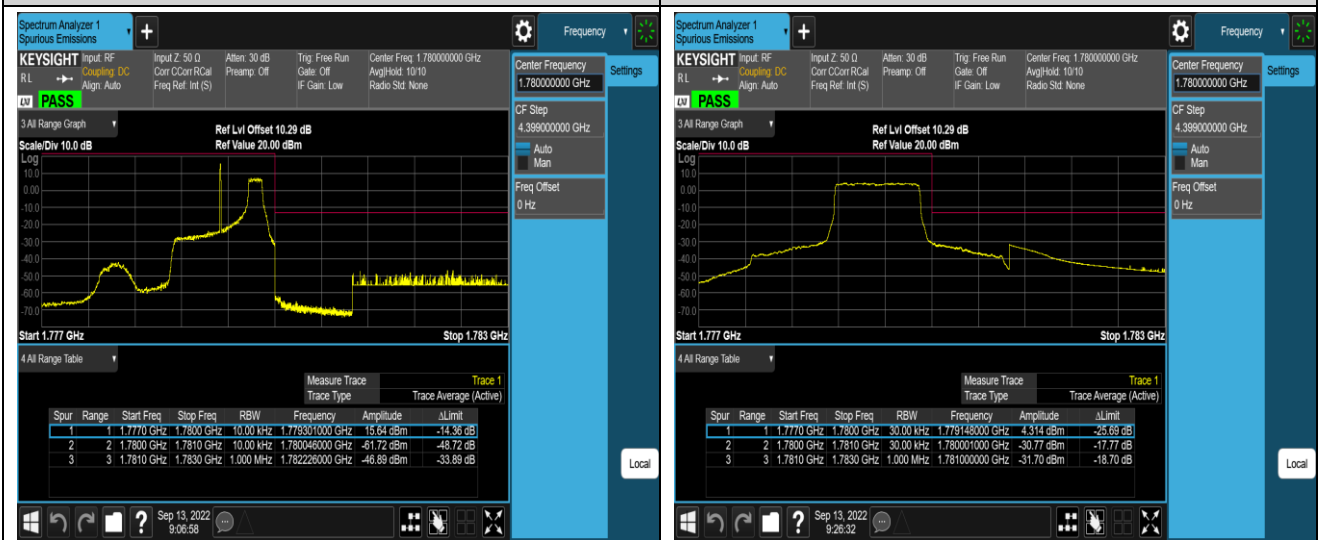 Spectrum Analyzer 1
Spurious Emissions
Frequency
KEYSIGHT
Input: RF
Coupling: DC
Align: Auto
Input Z: 50 Ω
Corr CCorr RCal
Freq Ref: Int (S)
Atten: 30 dB
Preamp: Off
Trig: Free Run
Gate: Off
IF Gain: Low
Center Freq: 1.780000000 GHz
Avg|Hold: 10/10
Radio Std: None
RL
LXI PASS
3 All Range Graph
Ref Lvl Offset 10.29 dB
Scale/Div 10.0 dB
Ref Value 20.00 dBm
Log
10.0
0.00
-10.0
-20.0
-30.0
-40.0
-50.0
-60.0
-70.0
Start 1.777 GHz
Stop 1.783 GHz
4 All Range Table
Measure Trace Trace 1
Trace Type Trace Average (Active)
Spur Range Start Freq Stop Freq RBW Frequency Amplitude ΔLimit
1 1 1.7770 GHz 1.7800 GHz 10.00 kHz 1.779301000 GHz 15.64 dBm -14.36 dB
2 2 1.7800 GHz 1.7810 GHz 10.00 kHz 1.780046000 GHz -61.72 dBm -48.72 dB
3 3 1.7810 GHz 1.7830 GHz 1.000 MHz 1.782226000 GHz -46.89 dBm -33.89 dB
Sep 13, 2022
9:06:58
Center Frequency
1.780000000 GHz
Settings
CF Step
4.399000000 GHz
Auto
Man
Freq Offset
0 Hz
Local
Spectrum Analyzer 1
Spurious Emissions
Frequency
KEYSIGHT
Input: RF
Coupling: DC
Align: Auto
Input Z: 50 Ω
Corr CCorr RCal
Freq Ref: Int (S)
Atten: 30 dB
Preamp: Off
Trig: Free Run
Gate: Off
IF Gain: Low
Center Freq: 1.780000000 GHz
Avg|Hold: 10/10
Radio Std: None
RL
LXI PASS
3 All Range Graph
Ref Lvl Offset 10.29 dB
Scale/Div 10.0 dB
Ref Value 20.00 dBm
Log
10.0
0.00
-10.0
-20.0
-30.0
-40.0
-50.0
-60.0
-70.0
Start 1.777 GHz
Stop 1.783 GHz
4 All Range Table
Measure Trace Trace 1
Trace Type Trace Average (Active)
Spur Range Start Freq Stop Freq RBW Frequency Amplitude ΔLimit
1 1 1.7770 GHz 1.7800 GHz 30.00 kHz 1.779148000 GHz 4.314 dBm -25.69 dB
2 2 1.7800 GHz 1.7810 GHz 30.00 kHz 1.780001000 GHz -30.77 dBm -17.77 dB
3 3 1.7810 GHz 1.7830 GHz 1.000 MHz 1.781000000 GHz -31.70 dBm -18.70 dB
Sep 13, 2022
9:26:32
Center Frequency
1.780000000 GHz
Settings
CF Step
4.399000000 GHz
Auto
Man
Freq Offset
0 Hz
Local